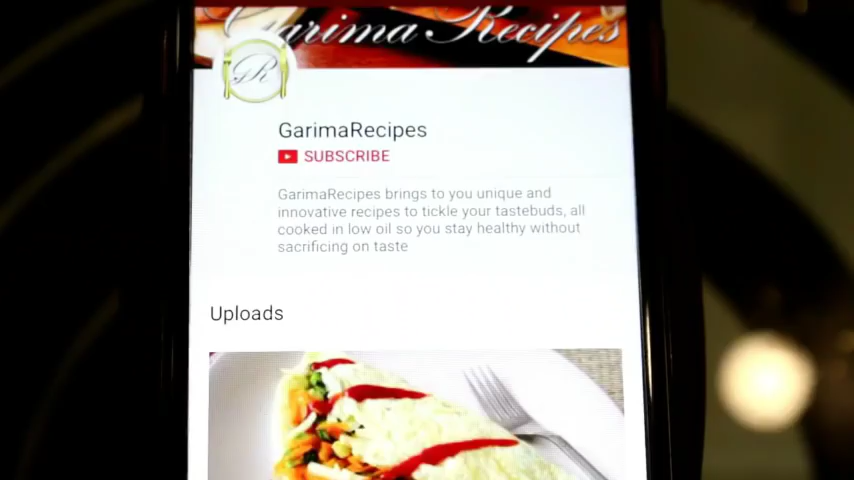 Garima Recipes
GR
GarimaRecipes
SUBSCRIBE
GarimaRecipes brings to you unique and
innovative recipes to tickle your tastebuds, all
cooked in low oil so you stay healthy without
sacrificing on taste
Uploads